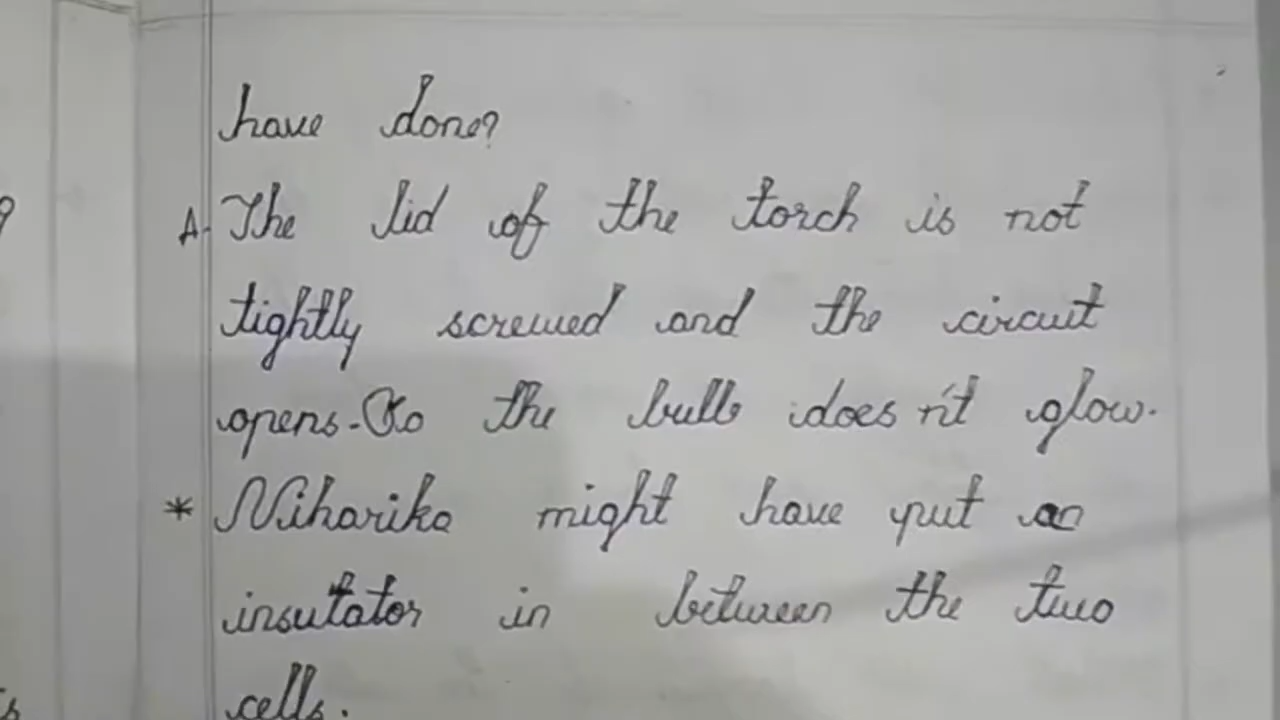 have done?
A- The lid of the torch is not
tightly screwed and the circuit
opens. So the bulb does n't glow.
* Niharika might have put an
insutator in between the two
cells.